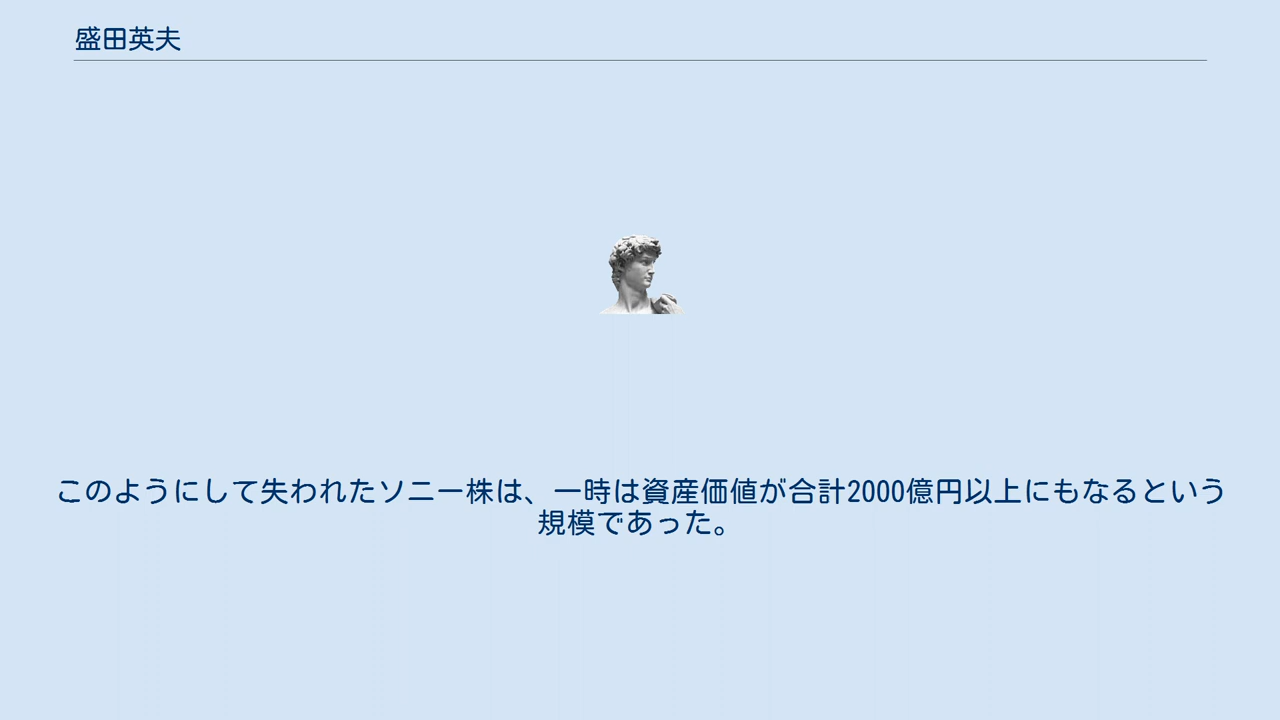 盛田英夫
このようにして失われたソニー株は、一時は資産価値が合計2000億円以上にもなるという
規模であった。